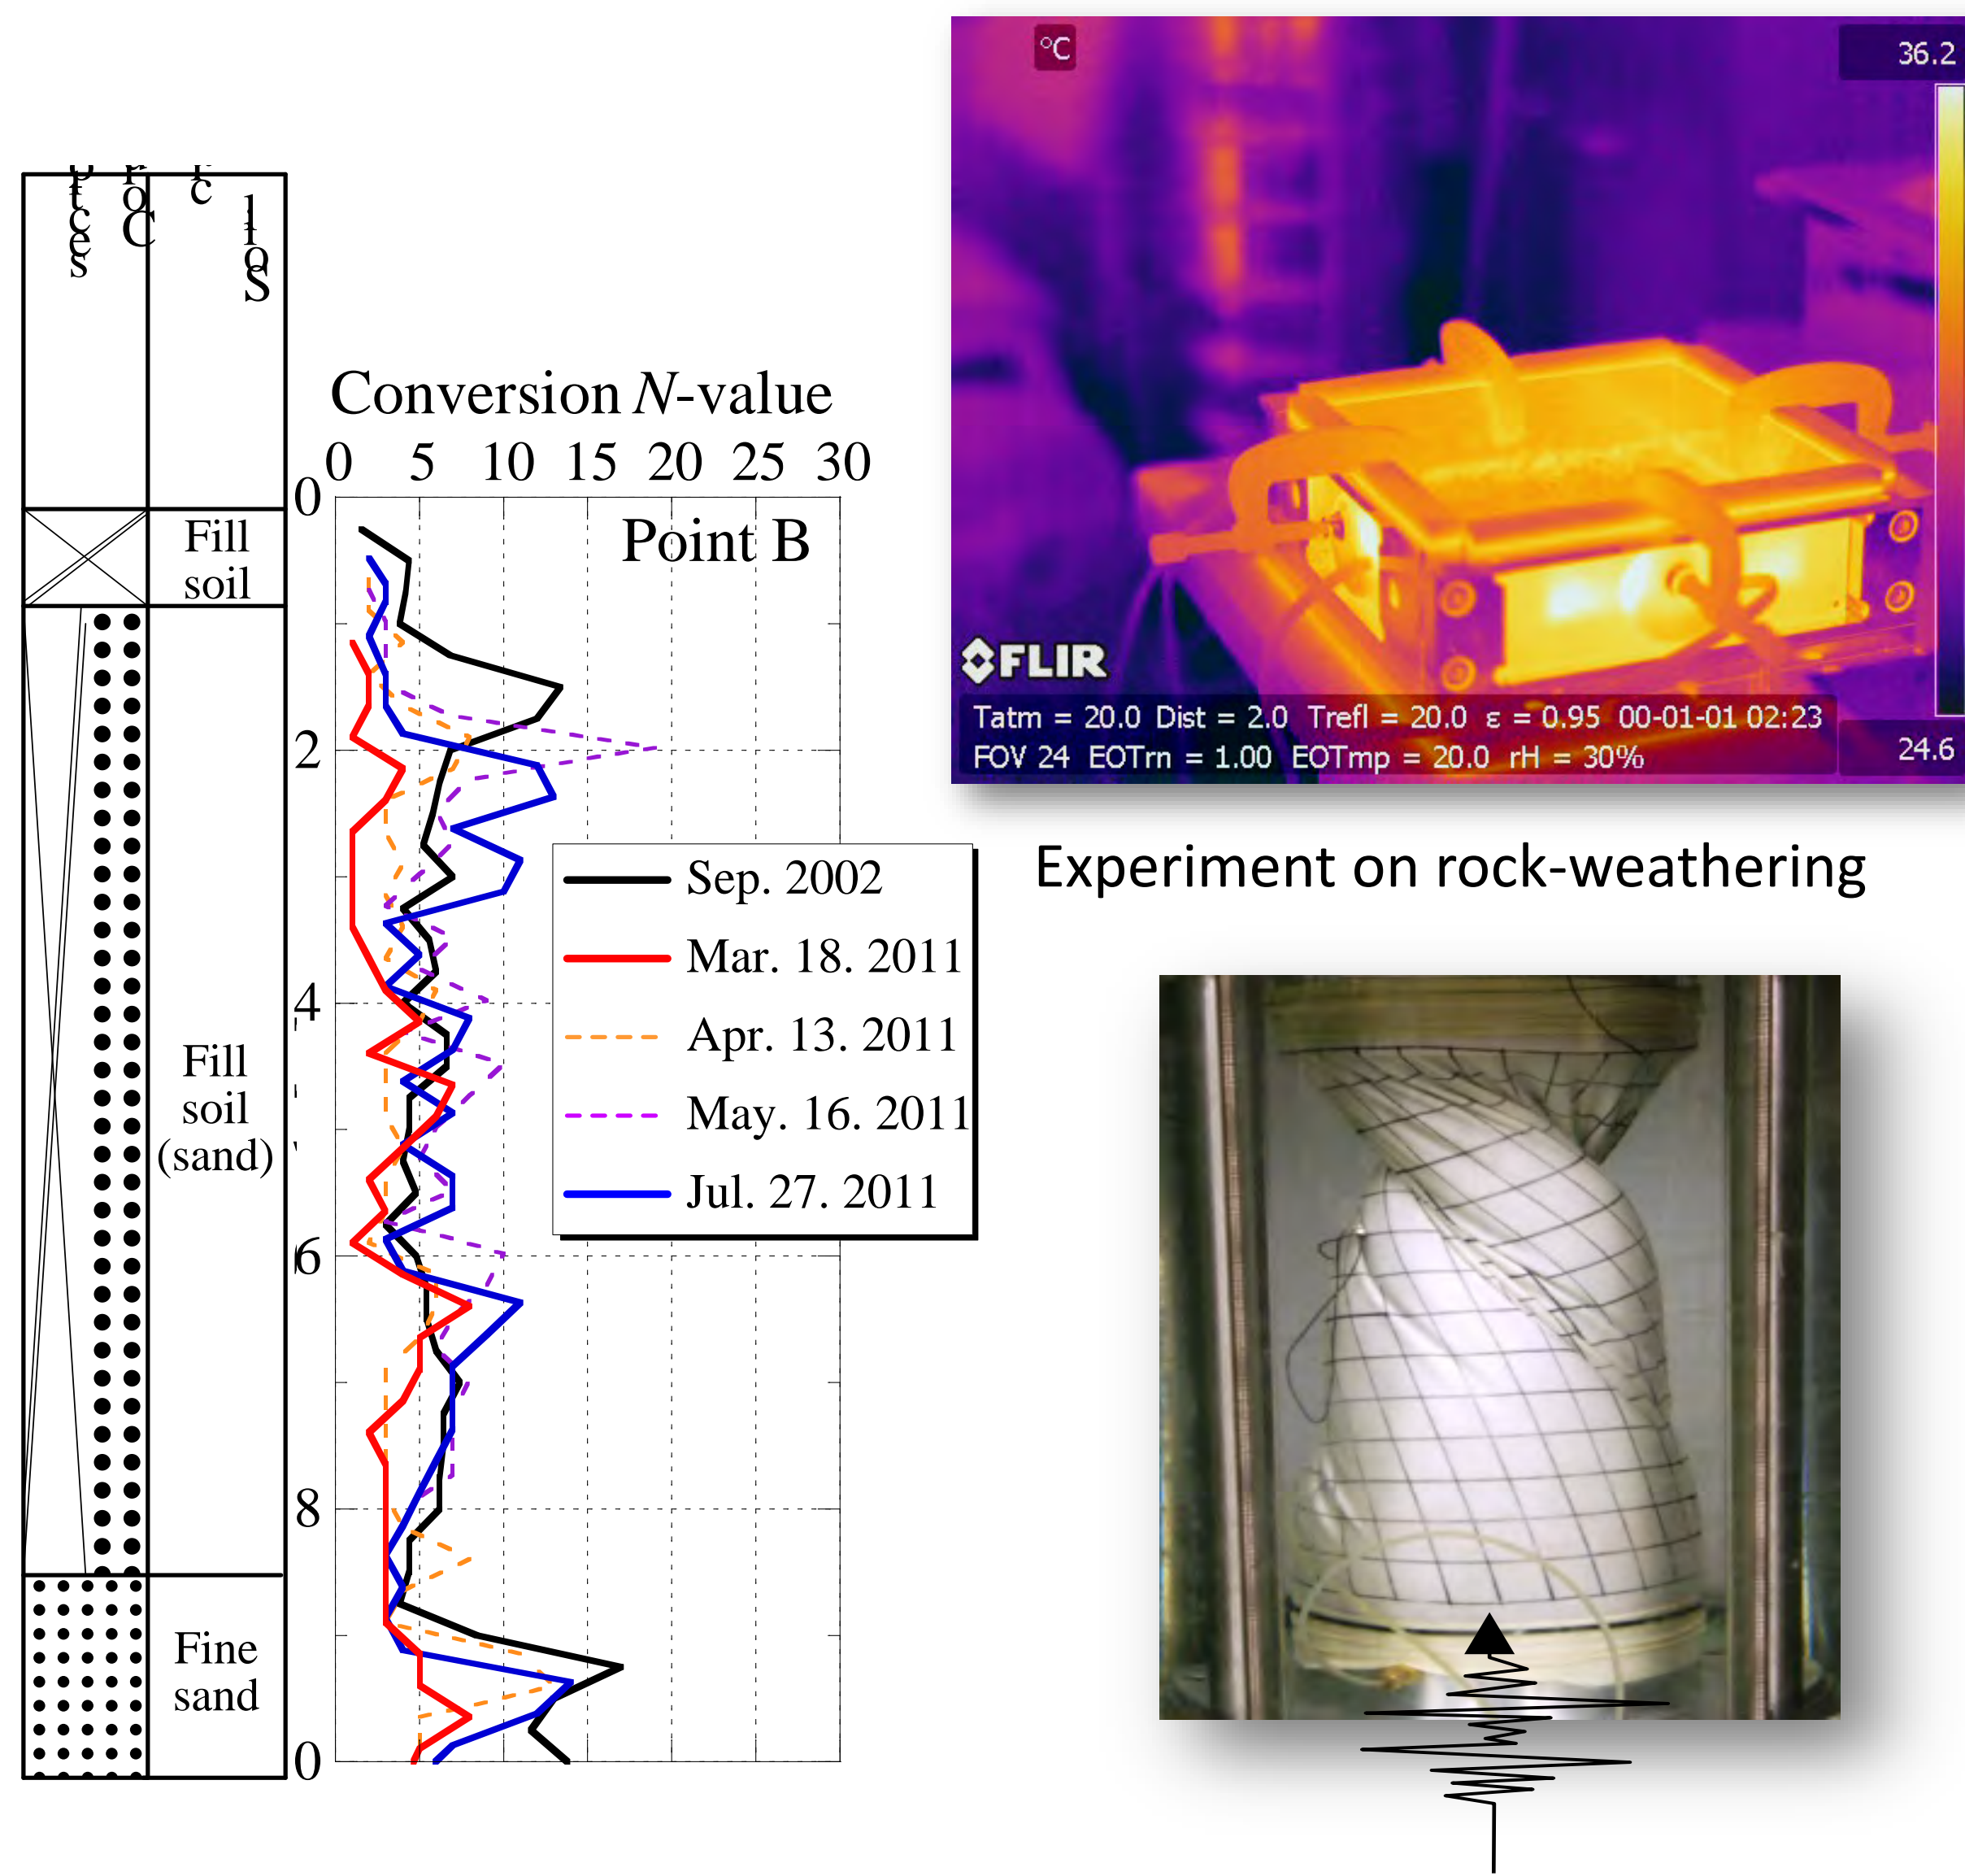 Conversion N-value
0 5 10 15 20 25 30
0
2
4
6
8
0
Point B
Sep. 2002
Mar. 18. 2011
Apr. 13. 2011
May. 16. 2011
Jul. 27. 2011
Soil
Fill
soil
Fill
soil
(sand)
Fine
sand
°C
36.2
FLIR
Tatm = 20.0 Dist = 2.0 Trefl = 20.0 ε = 0.95 00-01-01 02:23
FOV 24 EOTrn = 1.00 EOTmp = 20.0 rH = 30%
24.6
Experiment on rock-weathering